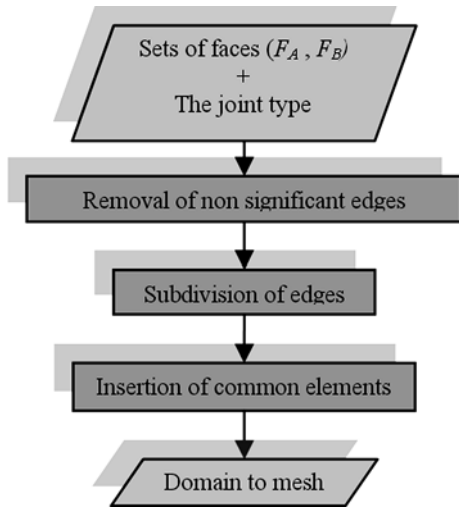 Sets of faces (F_A , F_B)
+
The joint type
Removal of non significant edges
Subdivision of edges
Insertion of common elements
Domain to mesh